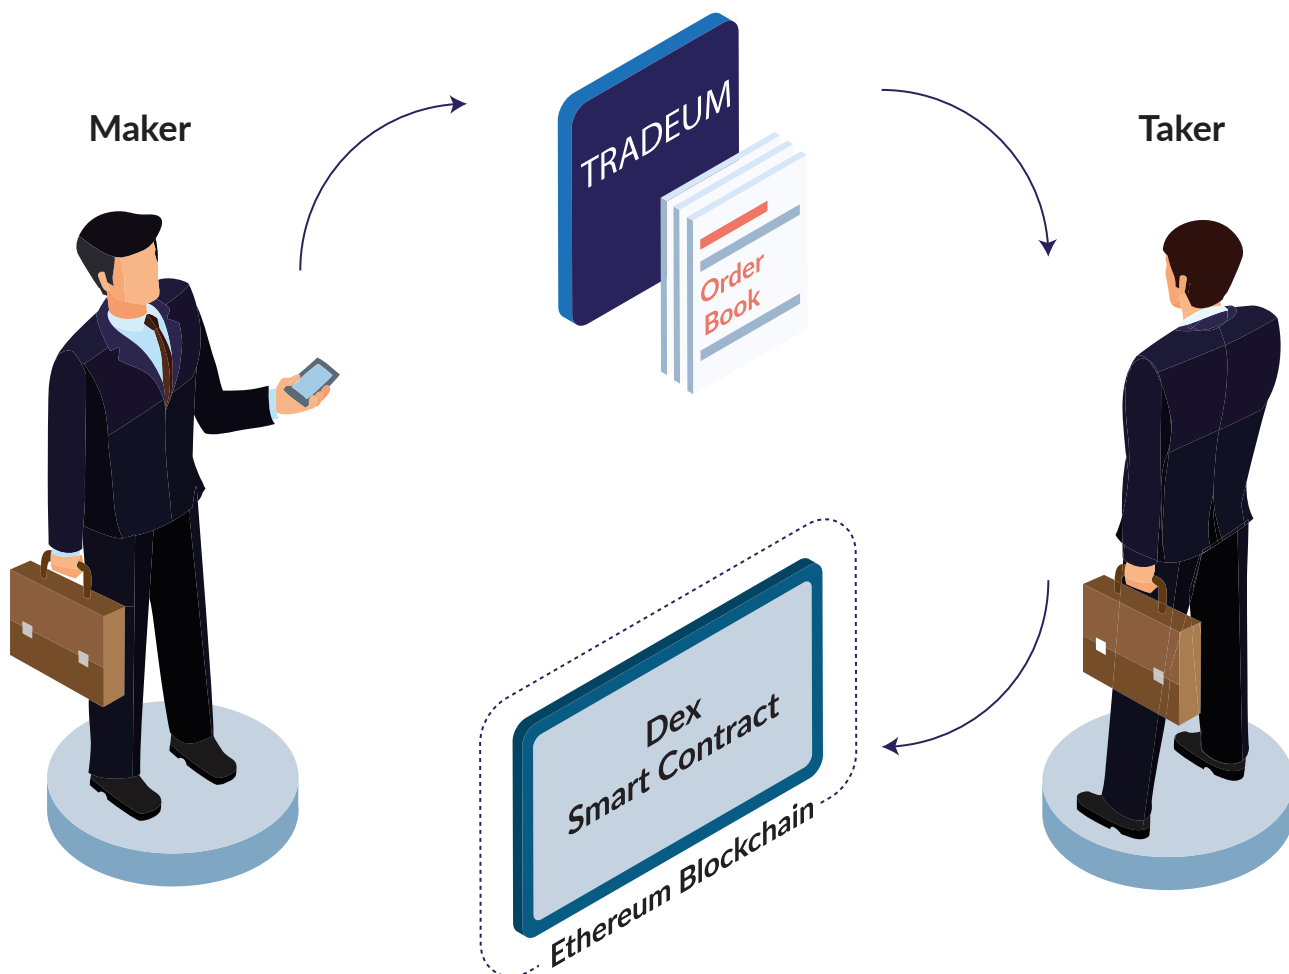 Maker
TRADEUM
Order
Book
Taker
Dex
Smart Contract
Ethereum Blockchain